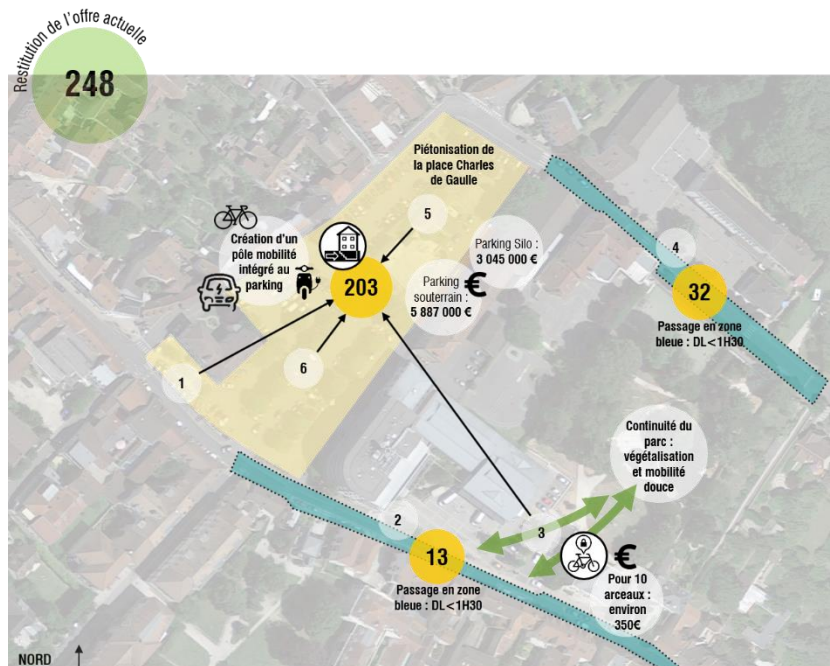 Restitution de l'offre actuelle
248
Piétonisation de
la place Charles
de Gaulle
5
Création d'un
pôle mobilité
intégré au
parking
Parking Silo :
3 045 000 €
4
203
Parking
souterrain :
5 887 000 €
€
32
Passage en zone
bleue : DL<1H30
1
6
Continuité du
parc :
végétalisation
et mobilité
douce
2
3
13
€
Passage en zone
bleue : DL<1H30
Pour 10
arceaux :
environ
350€
NORD